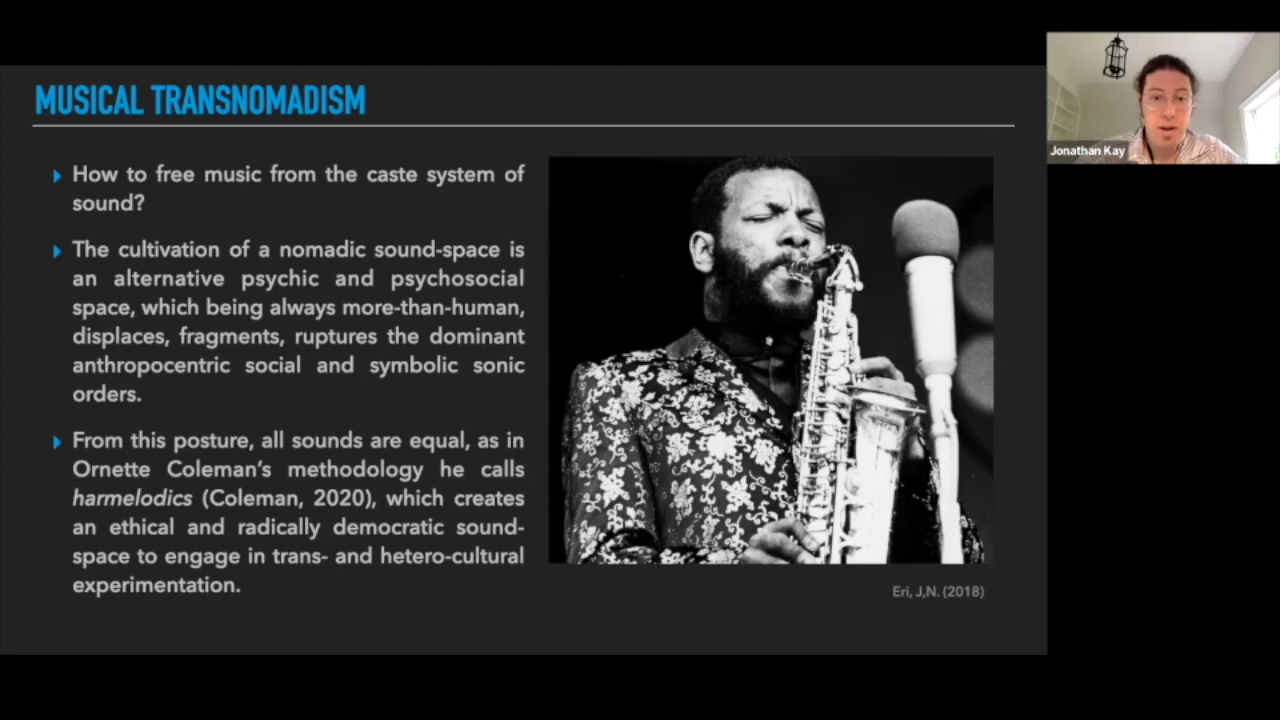 MUSICAL TRANSNOMADISM
How to free music from the caste system of
sound?
The cultivation of a nomadic sound-space is
an alternative psychic and psychosocial
space, which being always more-than-human,
displaces, fragments, ruptures the dominant
anthropocentric social and symbolic sonic
orders.
From this posture, all sounds are equal, as in
Ornette Coleman’s methodology he calls
harmelodics (Coleman, 2020), which creates
an ethical and radically democratic sound-
space to engage in trans- and hetero-cultural
experimentation.
Eri, J,N. (2018)
Jonathan Kay